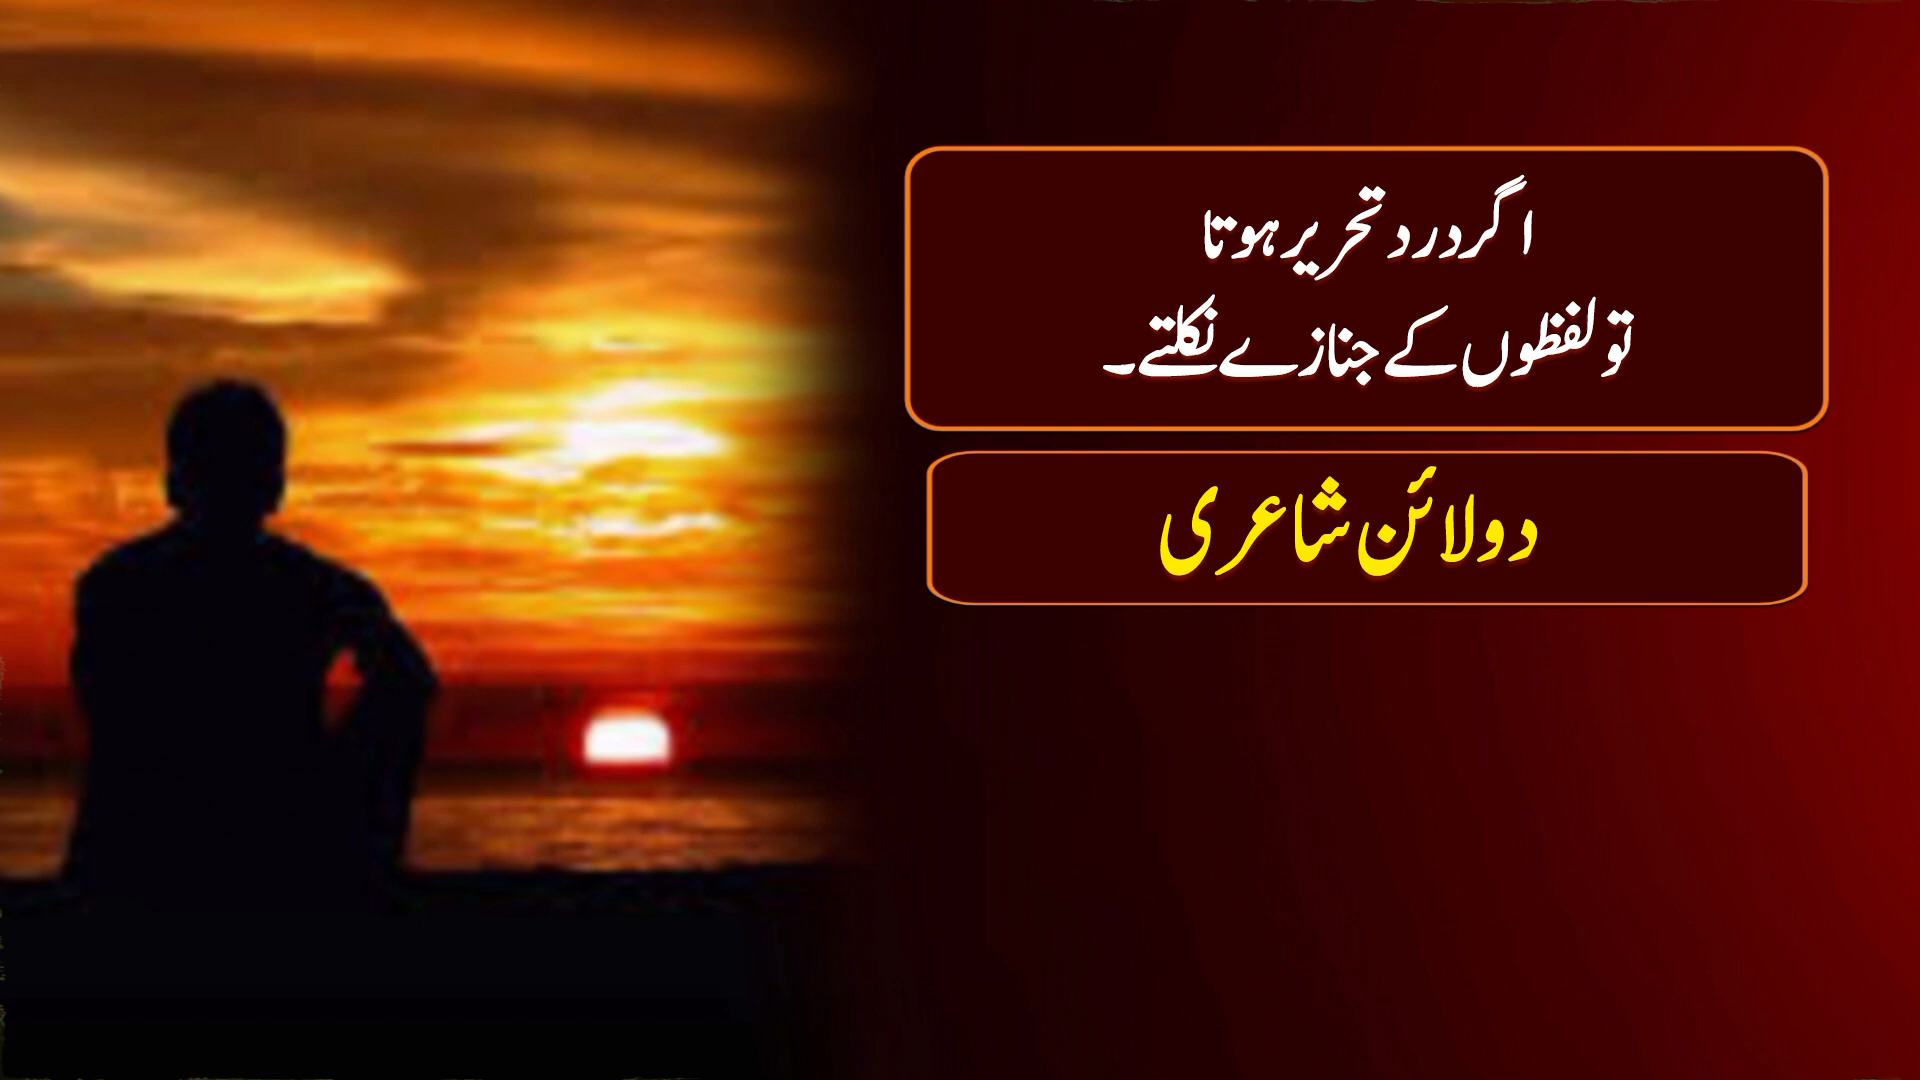 اگر درد تحریر ہوتا
تو لفظوں کے جنازے نکلتے۔
دو لائن شاعری